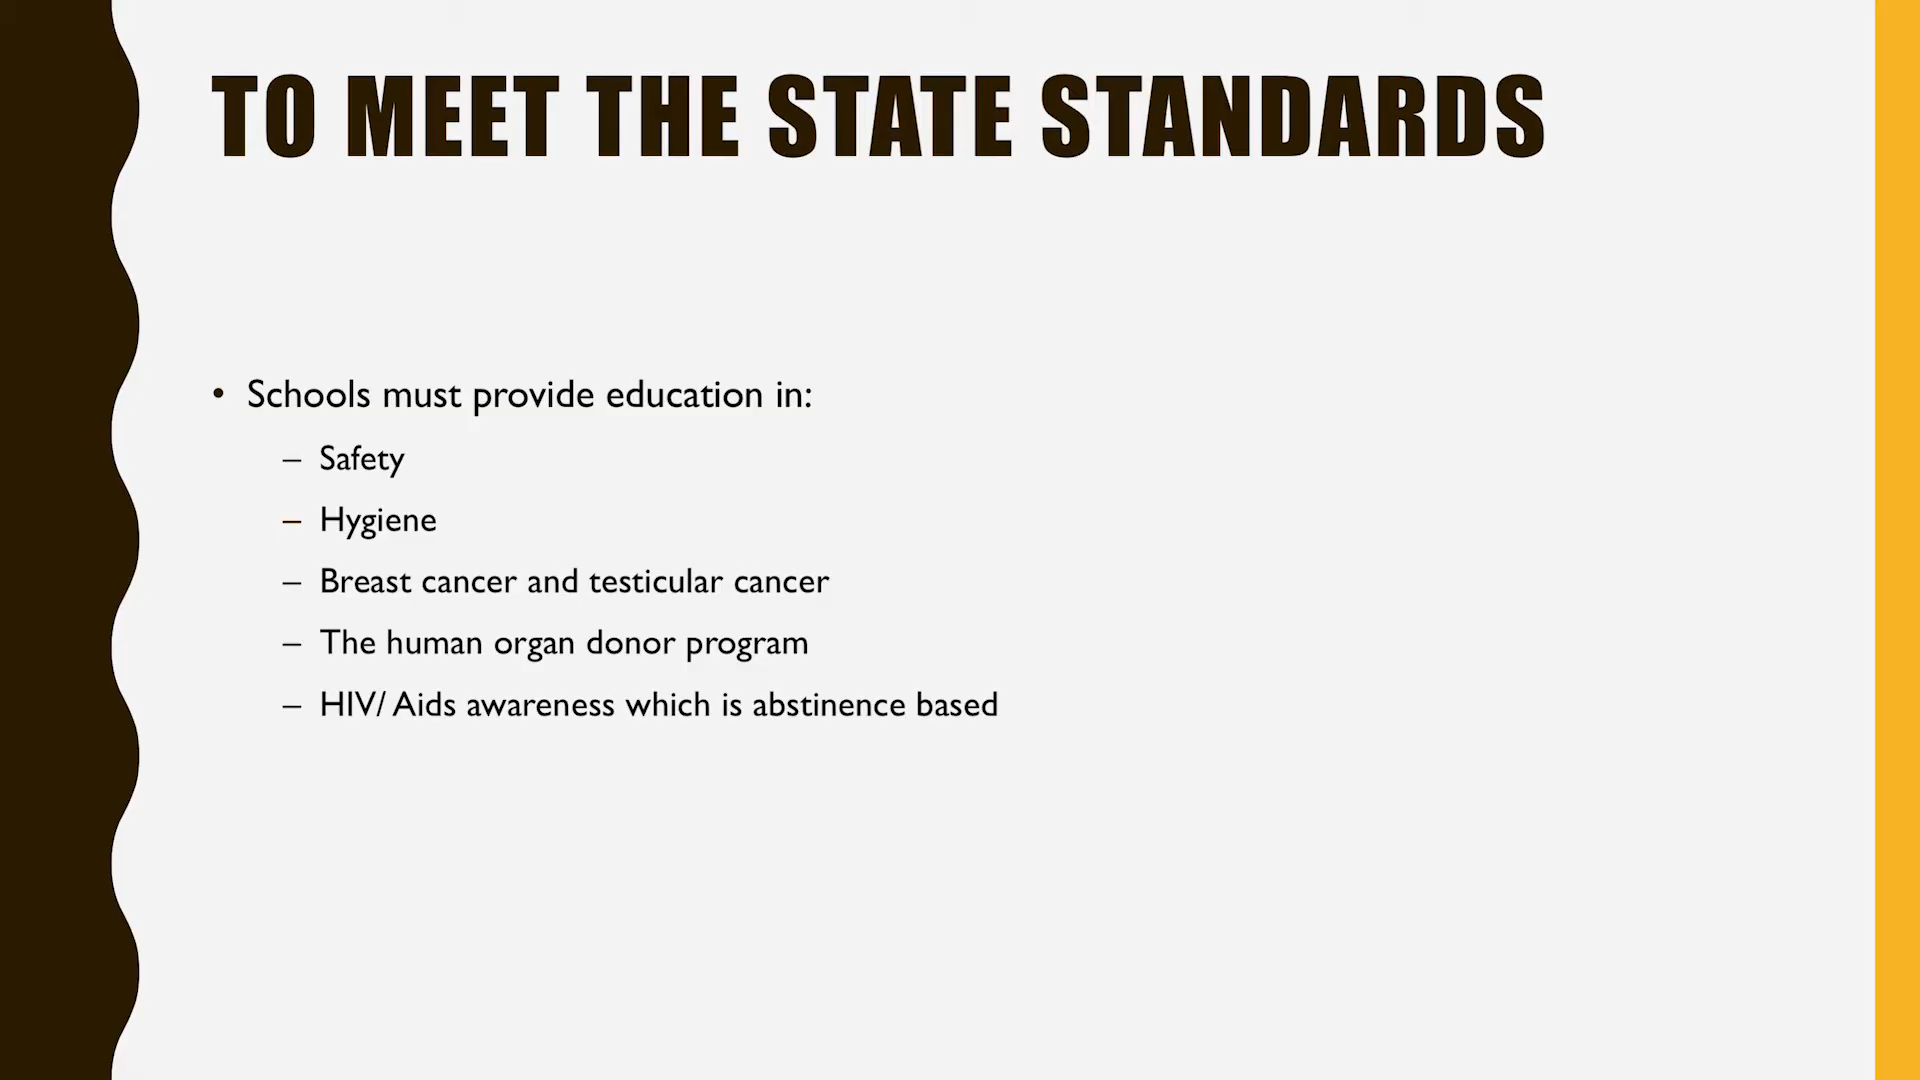 TO MEET THE STATE STANDARDS
• Schools must provide education in:
– Safety
– Hygiene
– Breast cancer and testicular cancer
– The human organ donor program
– HIV/ Aids awareness which is abstinence based